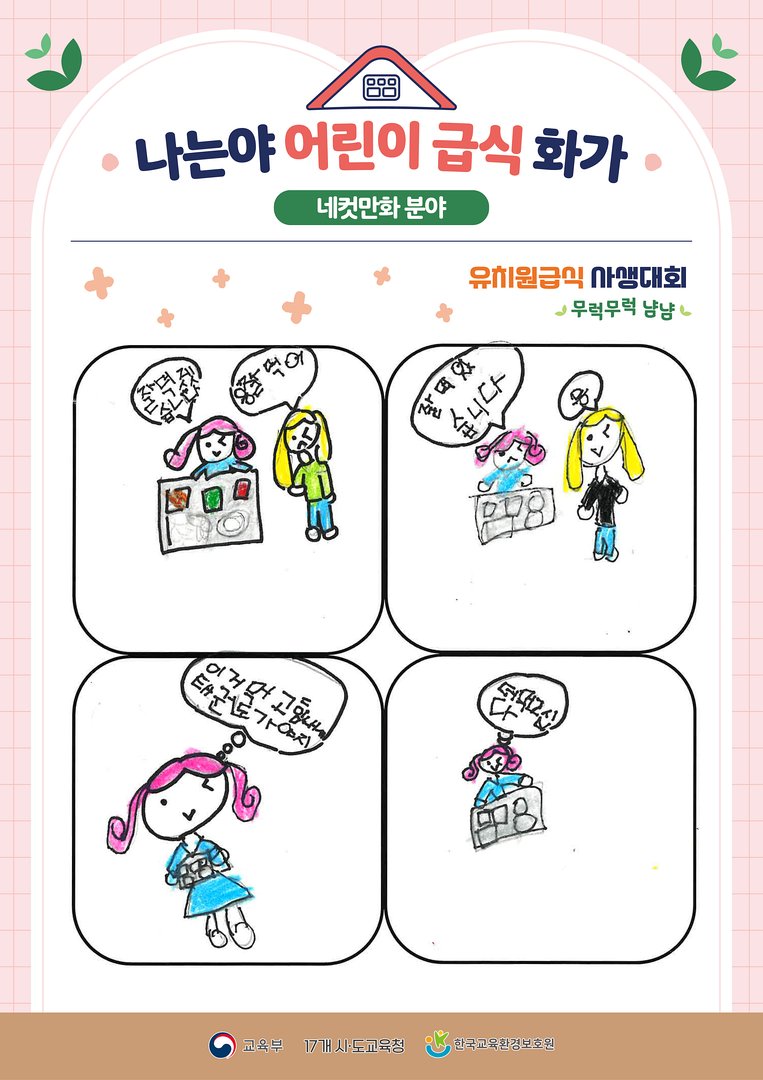 나는야 어린이 급식 화가
네컷만화 분야
유치원급식 사생대회
무럭무럭 냠냠
잘먹겠
습니다
응 잘 먹어
잘 먹었
습니다
응
이거 먹고 힘내서
태권도 가야지
더 먹고싶
다
교육부
17개 시·도교육청
한국교육환경보호원